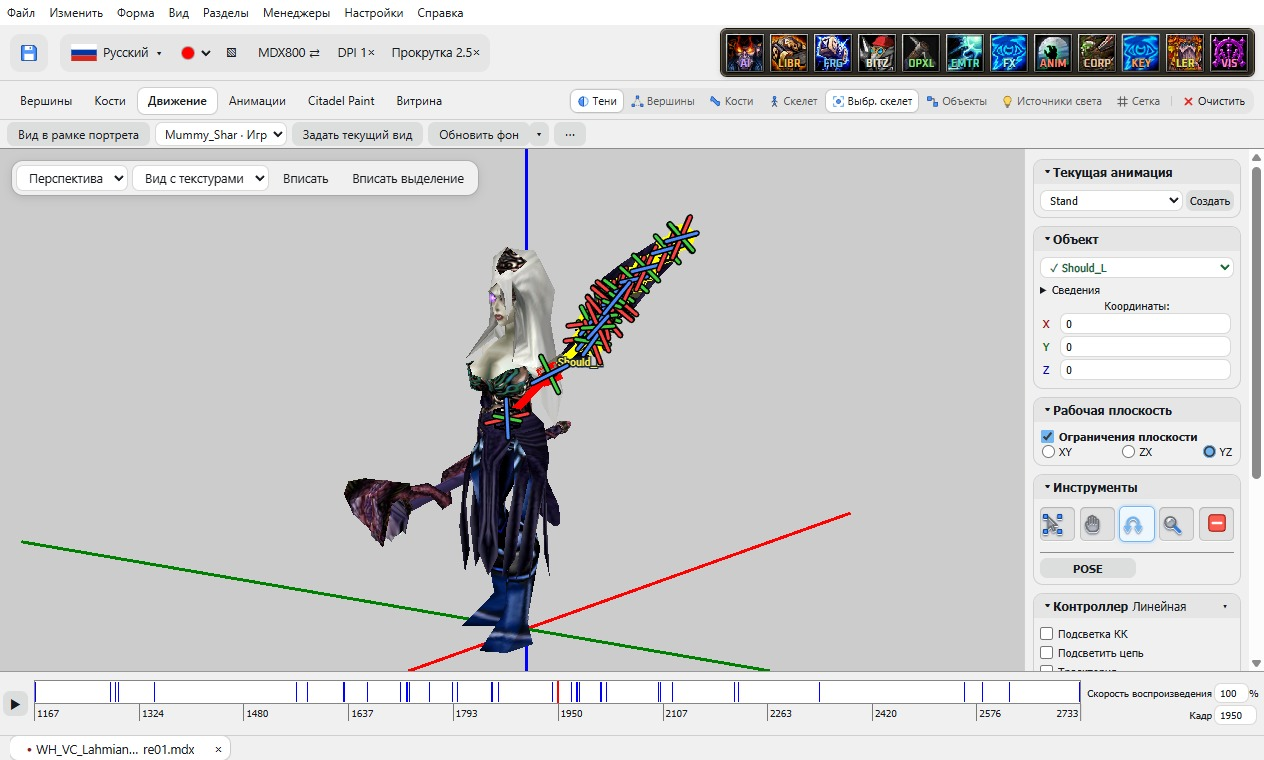 Файл Изменить Форма Вид Разделы Менеджеры Настройки Справка
Русский MDX800 ⇄ DPI 1× Прокрутка 2.5×
AI LIBR FRG BITZ OPXL EMTR FX ANIM CORP KEY LER VIS
Вершины Кости Движение Анимации Citadel Paint Витрина Тени Вершины Кости Скелет Выбр. скелет Объекты Источники света Сетка Очистить
Вид в рамке портрета Mummy_Shar · Игр Задать текущий вид Обновить фон ...
Перспектива Вид с текстурами Вписать Вписать выделение
Should_L
Текущая анимация
Stand Создать
Объект
✓ Should_L
Сведения
Координаты:
X 0
Y 0
Z 0
Рабочая плоскость
Ограничения плоскости
XY ZX YZ
Инструменты
POSE
Контроллер Линейная
Подсветка КК
Подсветить цепь
1167 1324 1480 1637 1793 1950 2107 2263 2420 2576 2733
Скорость воспроизведения 100 %
Кадр 1950
• WH_VC_Lahmian... re01.mdx ×